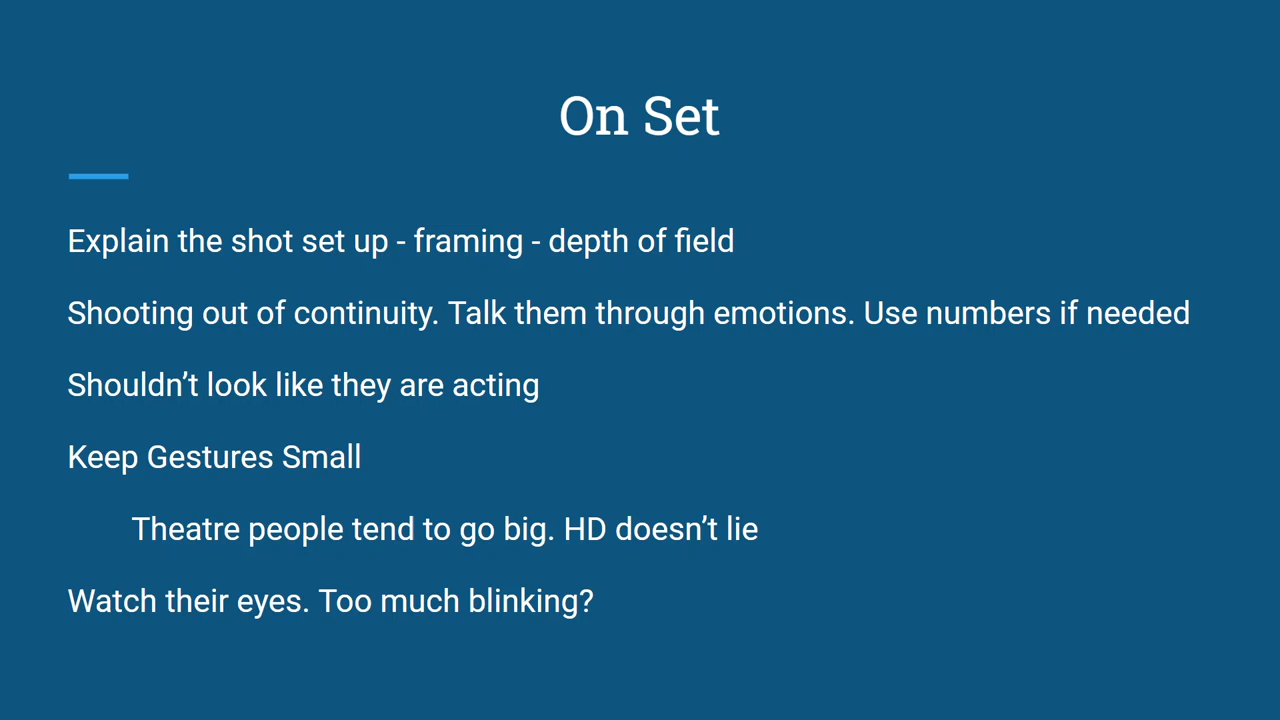 On Set
Explain the shot set up - framing - depth of field
Shooting out of continuity. Talk them through emotions. Use numbers if needed
Shouldn’t look like they are acting
Keep Gestures Small
Theatre people tend to go big. HD doesn’t lie
Watch their eyes. Too much blinking?